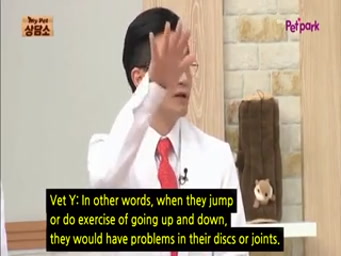 My Pet
상담소
Petpark
Vet Y: In other words, when they jump
or do exercise of going up and down,
they would have problems in their discs or joints.